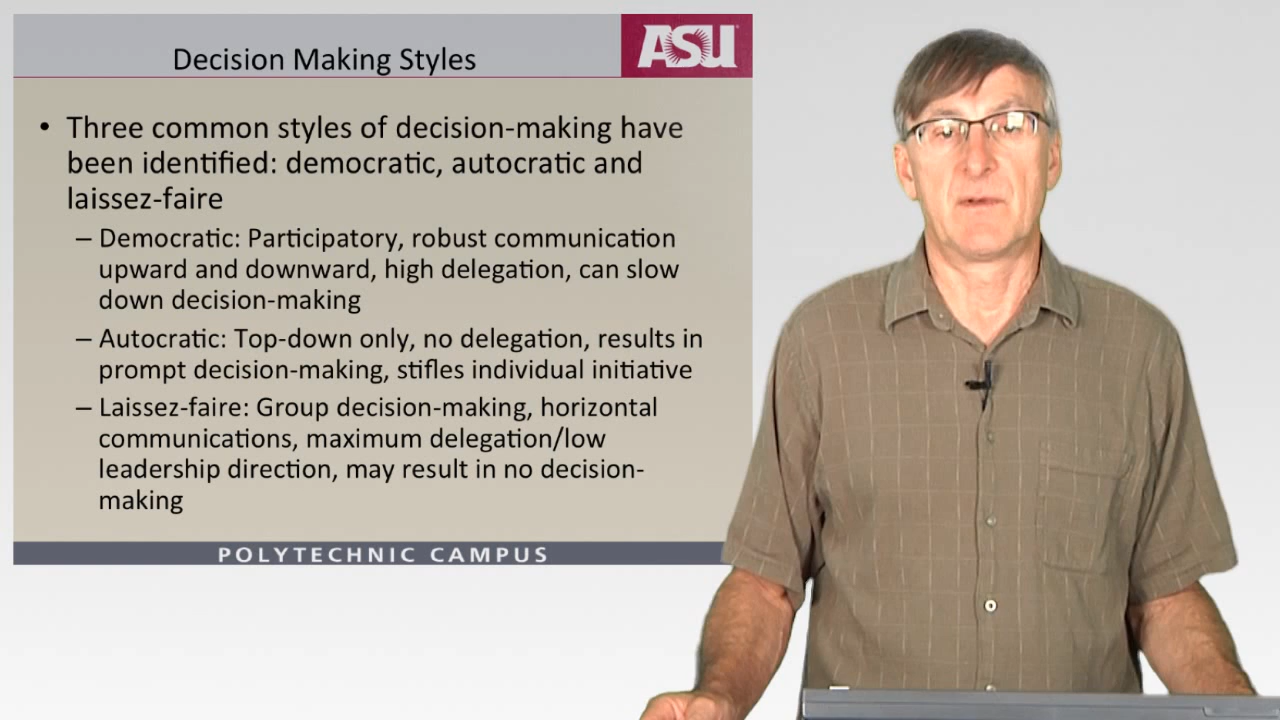 Decision Making Styles
ASU
• Three common styles of decision-making have
been identified: democratic, autocratic and
laissez-faire
– Democratic: Participatory, robust communication
upward and downward, high delegation, can slow
down decision-making
– Autocratic: Top-down only, no delegation, results in
prompt decision-making, stifles individual initiative
– Laissez-faire: Group decision-making, horizontal
communications, maximum delegation/low
leadership direction, may result in no decision-
making
POLYTECHNIC CAMPUS